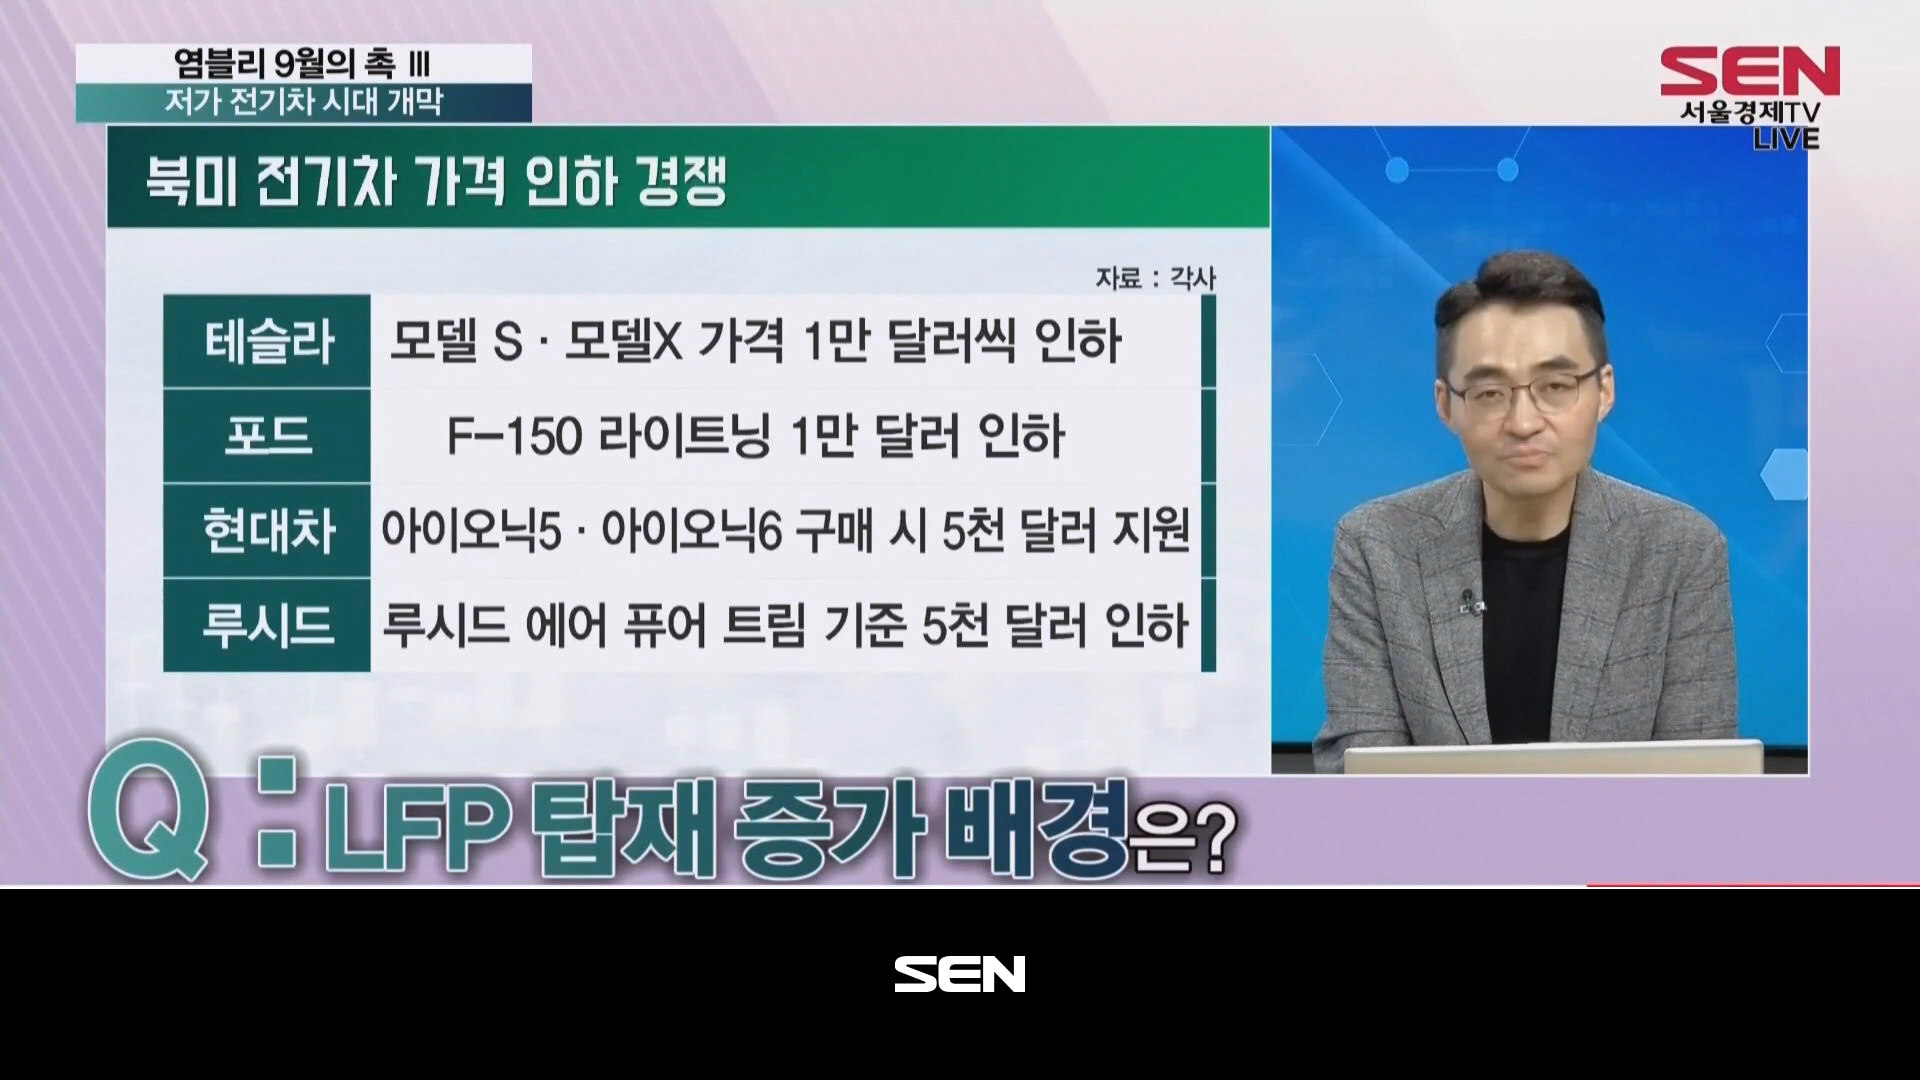 염블리 9월의 촉 Ⅲ
저가 전기차 시대 개막
SEN
서울경제TV
LIVE
북미 전기차 가격 인하 경쟁
자료 : 각사
테슬라 모델 S · 모델X 가격 1만 달러씩 인하
포드 F-150 라이트닝 1만 달러 인하
현대차 아이오닉5 · 아이오닉6 구매 시 5천 달러 지원
루시드 루시드 에어 퓨어 트림 기준 5천 달러 인하
Q : LFP 탑재 증가 배경은?
SEN